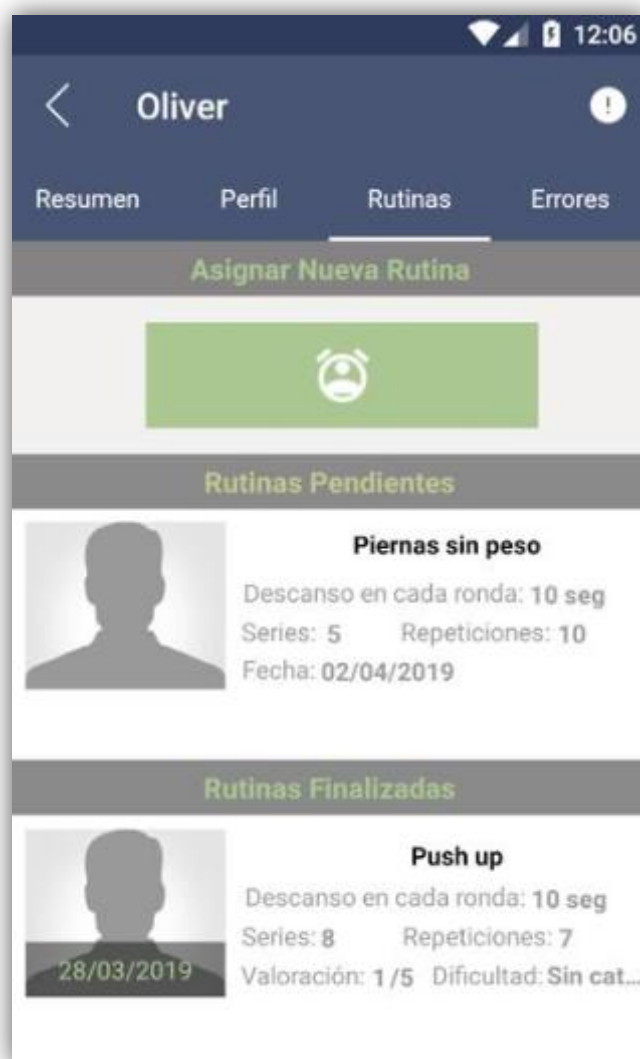 12:06
Oliver
Resumen Perfil Rutinas Errores
Asignar Nueva Rutina
Rutinas Pendientes
Piernas sin peso
Descanso en cada ronda: 10 seg
Series: 5 Repeticiones: 10
Fecha: 02/04/2019
Rutinas Finalizadas
Push up
Descanso en cada ronda: 10 seg
Series: 8 Repeticiones: 7
28/03/2019
Valoración: 1/5 Dificultad: Sin cat...